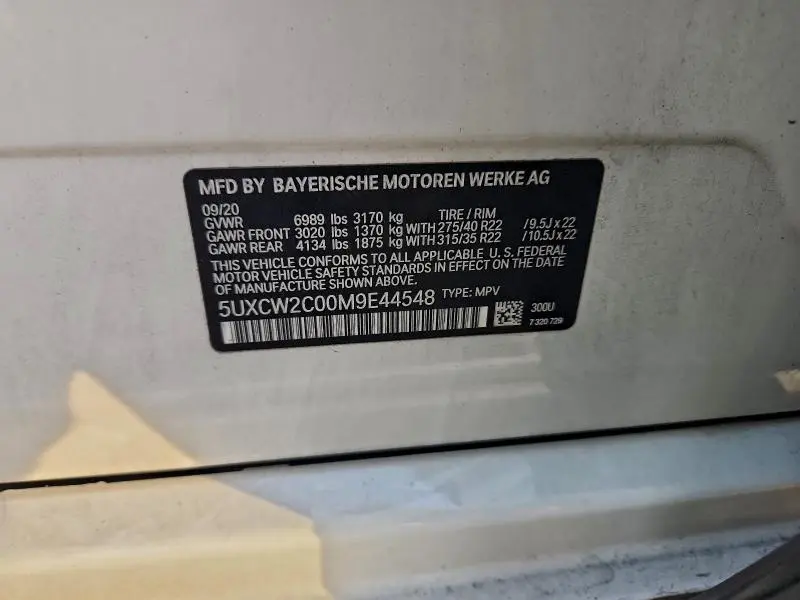 MFD BY BAYERISCHE MOTOREN WERKE AG
09/20
GVWR 6989 lbs 3170 kg TIRE / RIM
GAWR FRONT 3020 lbs 1370 kg WITH 275/40 R22 /9.5J x 22
GAWR REAR 4134 lbs 1875 kg WITH 315/35 R22 /10.5J x 22
THIS VEHICLE CONFORMS TO ALL APPLICABLE U.S. FEDERAL
MOTOR VEHICLE SAFETY STANDARDS IN EFFECT ON THE DATE
OF MANUFACTURE SHOWN ABOVE.
5UXCW2C00M9E44548 TYPE: MPV
300U
7 320 729